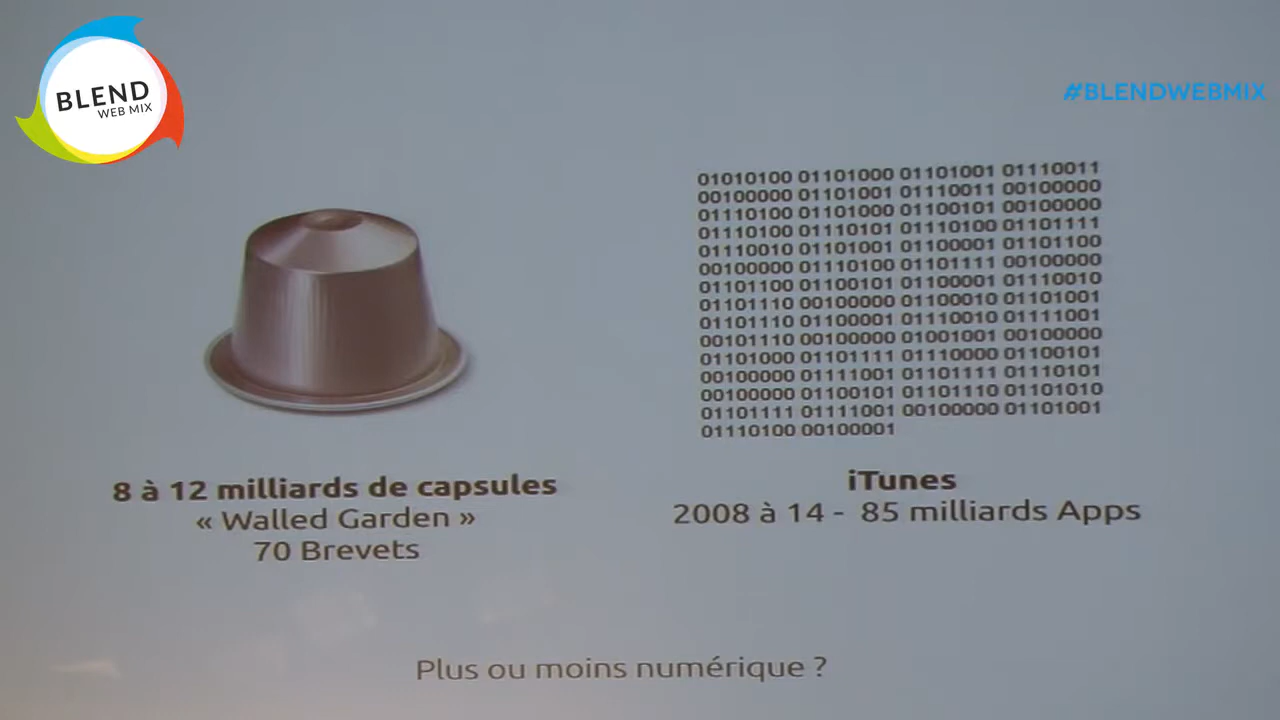 BLEND
WEB MIX
#BLENDWEBMIX
01010100 01101000 01101001 01110011
00100000 01101001 01110011 00100000
01110100 01101000 01100101 00100000
01110100 01110101 01110100 01101111
01110010 01101001 01100001 01101100
00100000 01110100 01101111 00100000
01101100 01100101 01100001 01110010
01101110 00100000 01100010 01101001
01101110 01100001 01110010 01111001
00101110 00100000 01001001 00100000
01101000 01101111 01110000 01100101
00100000 01111001 01101111 01110101
00100000 01100101 01101110 01101010
01101111 01111001 00100000 01101001
01110100 00100001
8 à 12 milliards de capsules
« Walled Garden »
70 Brevets
iTunes
2008 à 14 - 85 milliards Apps
Plus ou moins numérique ?